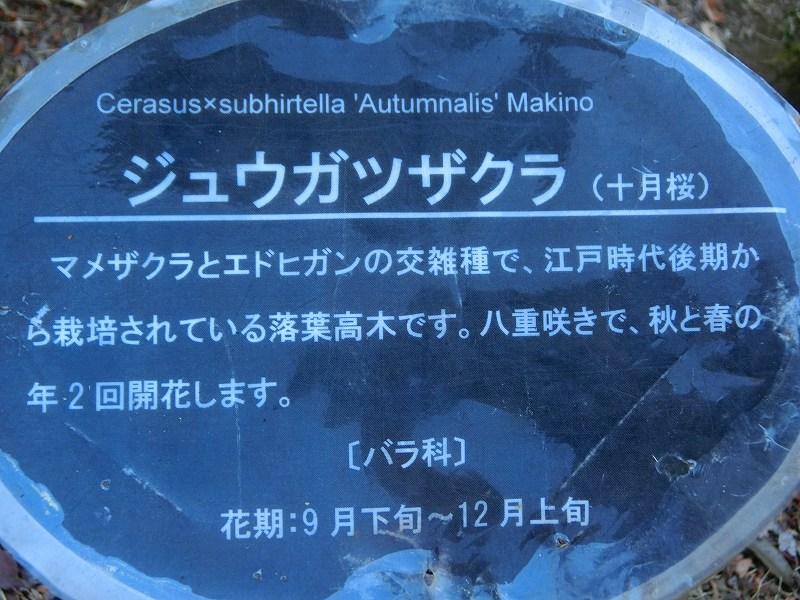 Cerasus×subhirtella 'Autumnalis' Makino
ジュウガツザクラ（十月桜）
マメザクラとエドヒガンの交雑種で、江戸時代後期か
ら栽培されている落葉高木です。八重咲きで、秋と春の
年2回開花します。
〔バラ科〕
花期：9月下旬～12月上旬